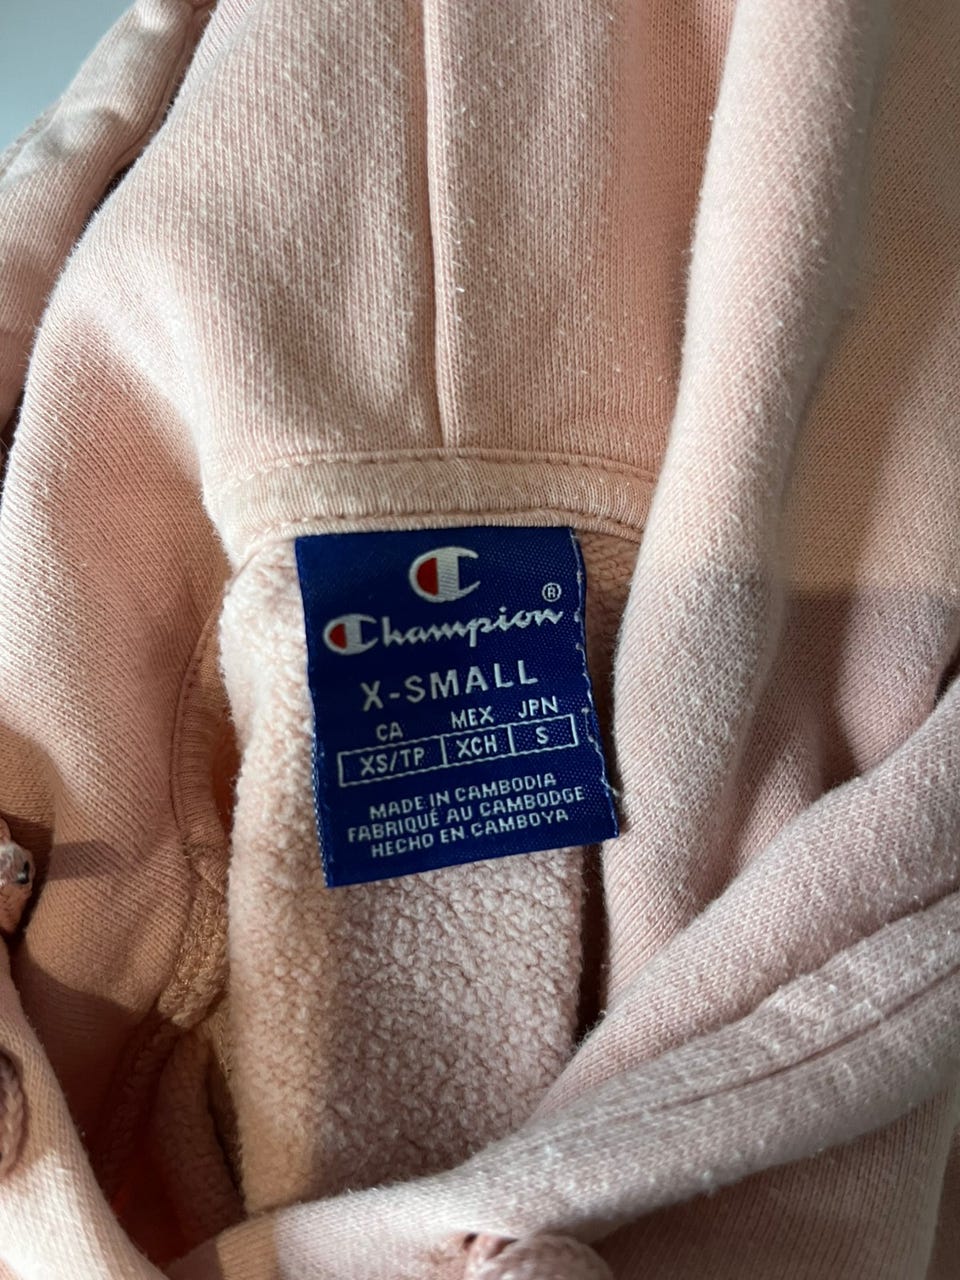 Champion®
X-SMALL
CA MEX JPN
XS/TP XCH S
MADE IN CAMBODIA
FABRIQUÉ AU CAMBODGE
HECHO EN CAMBOYA